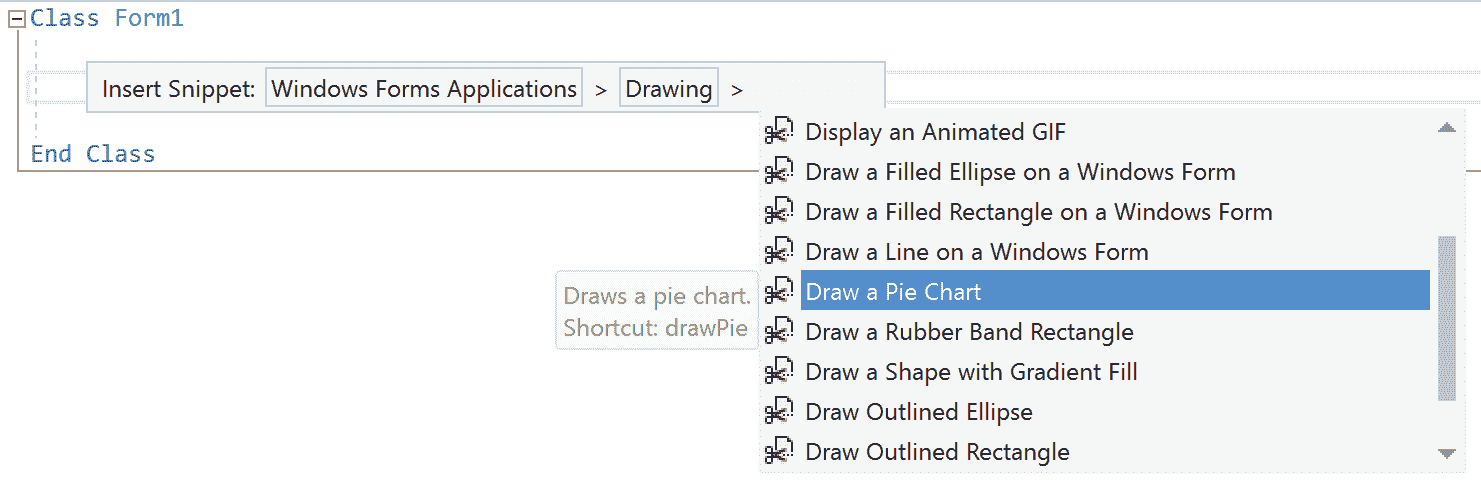 Class Form1
Insert Snippet: Windows Forms Applications > Drawing >
Display an Animated GIF
Draw a Filled Ellipse on a Windows Form
Draw a Filled Rectangle on a Windows Form
Draw a Line on a Windows Form
Draw a Pie Chart
Draw a Rubber Band Rectangle
Draw a Shape with Gradient Fill
Draw Outlined Ellipse
Draw Outlined Rectangle
Draws a pie chart.
Shortcut: drawPie
End Class